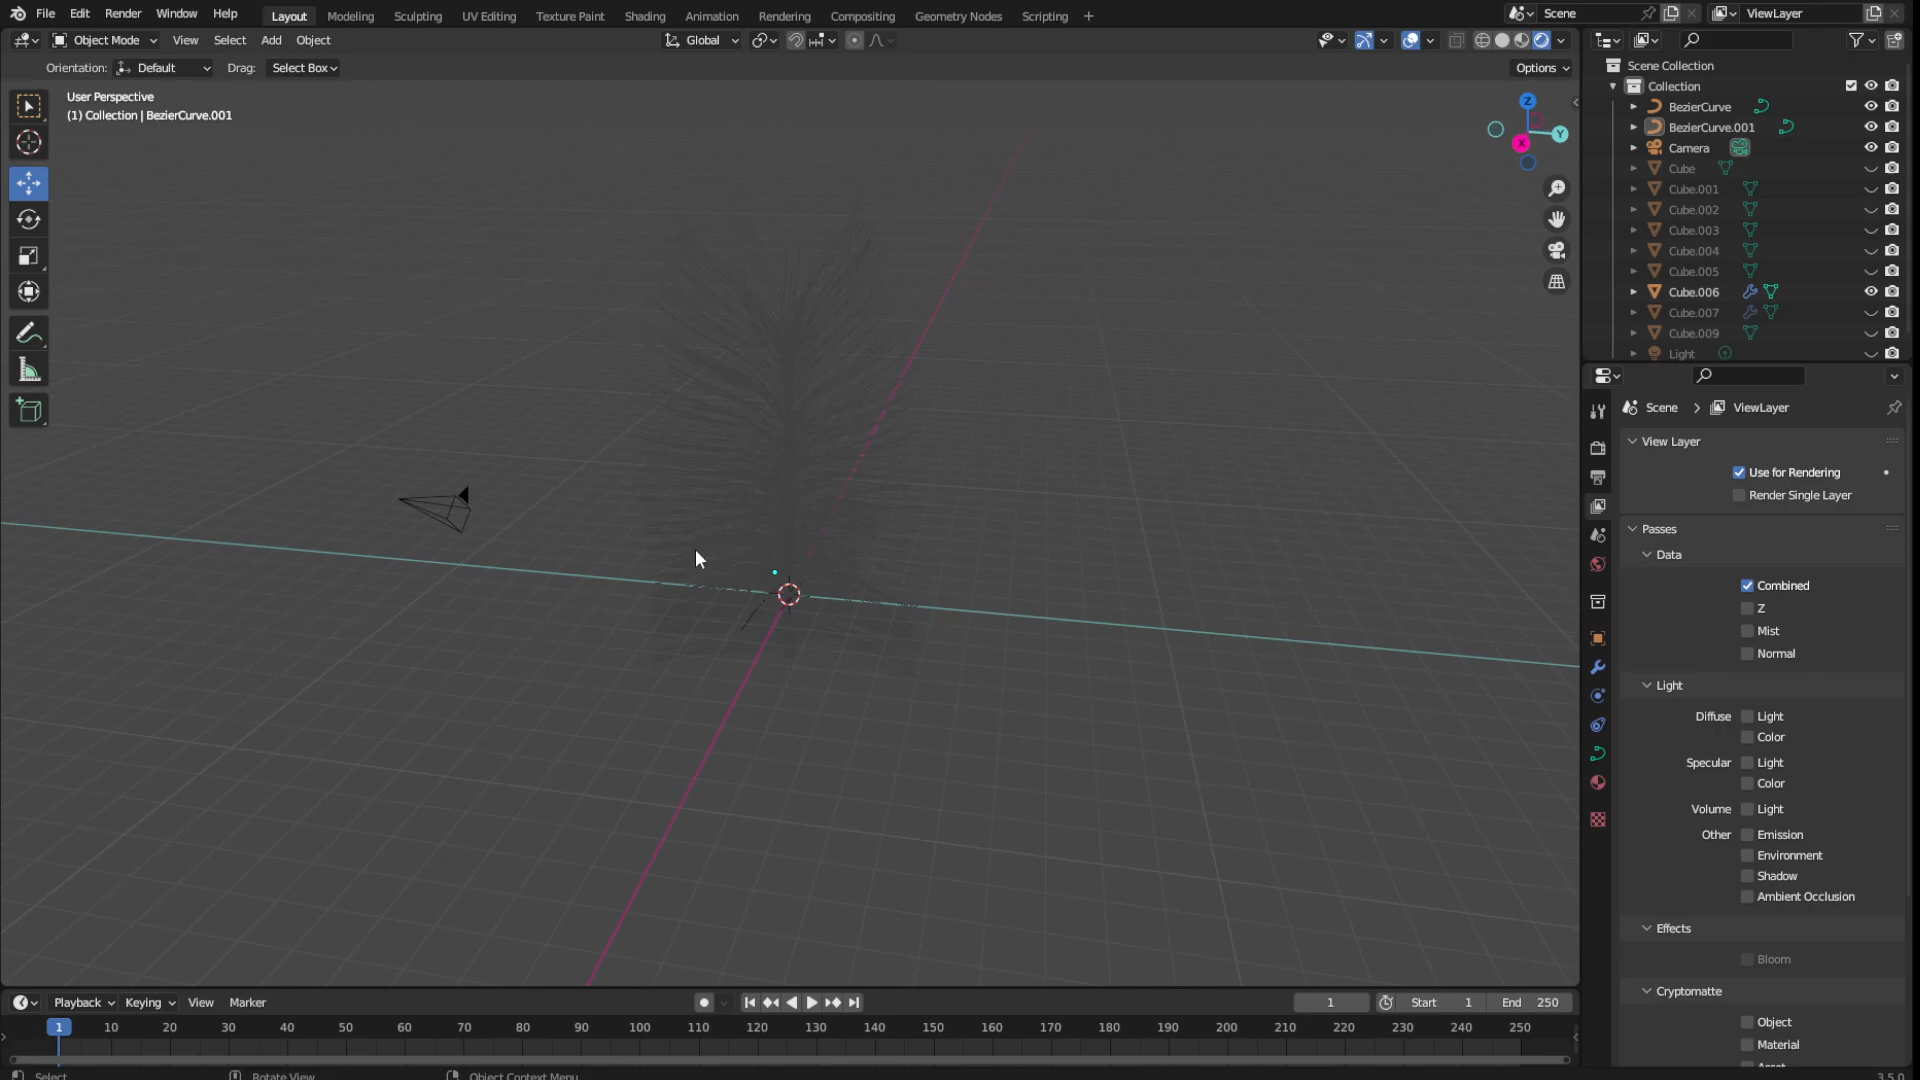 File Edit Render Window Help Layout Modeling Sculpting UV Editing Texture Paint Shading Animation Rendering Compositing Geometry Nodes Scripting + Scene ViewLayer
Object Mode View Select Add Object Global
Orientation: Default Drag: Select Box Options
User Perspective
(1) Collection | BezierCurve.001
Z
Y
X
Scene Collection
Collection
BezierCurve
BezierCurve.001
Camera
Cube
Cube.001
Cube.002
Cube.003
Cube.004
Cube.005
Cube.006
Cube.007
Cube.009
Light
Scene > ViewLayer
View Layer
Use for Rendering
Render Single Layer
Passes
Data
Combined
Z
Mist
Normal
Light
Diffuse Light
Color
Specular Light
Color
Volume Light
Other Emission
Environment
Shadow
Ambient Occlusion
Effects
Bloom
Cryptomatte
Object
Material
Playback Keying View Marker 1 Start 1 End 250
1 10 20 30 40 50 60 70 80 90 100 110 120 130 140 150 160 170 180 190 200 210 220 230 240 250
Select Rotate View Object Context Menu 3.5.0